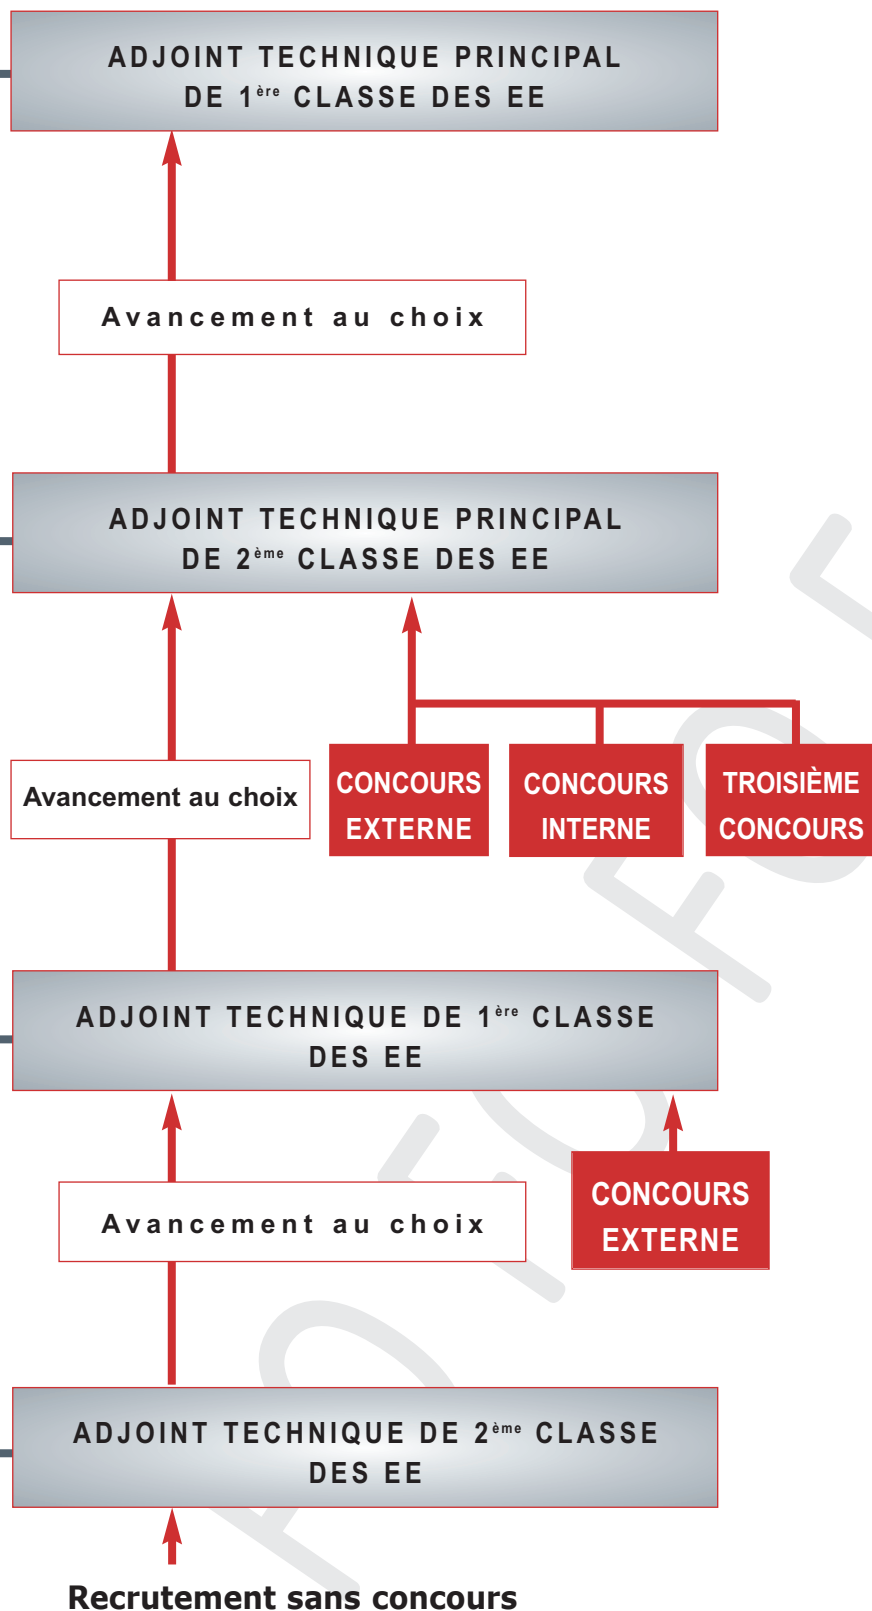 ADJOINT TECHNIQUE PRINCIPAL
DE 1ère CLASSE DES EE
Avancement au choix
ADJOINT TECHNIQUE PRINCIPAL
DE 2ème CLASSE DES EE
Avancement au choix
CONCOURS
EXTERNE
CONCOURS
INTERNE
TROISIÈME
CONCOURS
ADJOINT TECHNIQUE DE 1ère CLASSE
DES EE
Avancement au choix
CONCOURS
EXTERNE
ADJOINT TECHNIQUE DE 2ème CLASSE
DES EE
Recrutement sans concours